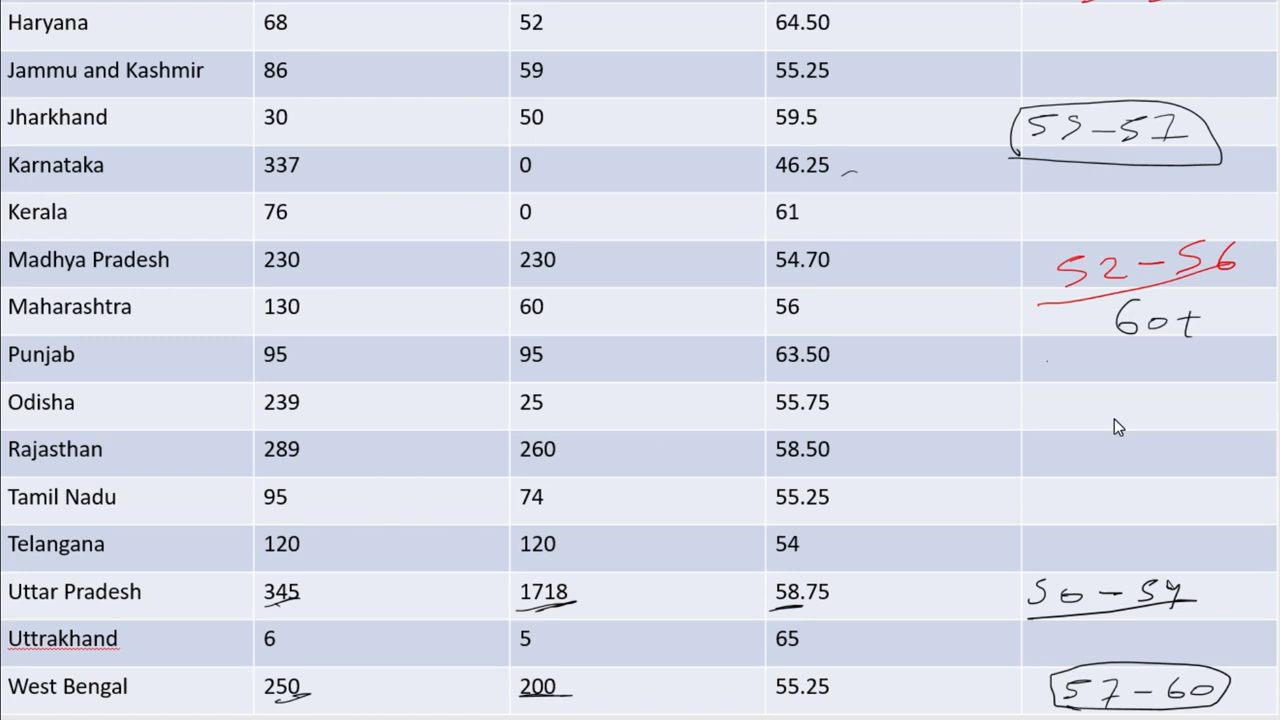 Haryana 68 52 64.50
Jammu and Kashmir 86 59 55.25
Jharkhand 30 50 59.5 53-57
Karnataka 337 0 46.25
Kerala 76 0 61
Madhya Pradesh 230 230 54.70 52-56
Maharashtra 130 60 56 60+
Punjab 95 95 63.50
Odisha 239 25 55.75
Rajasthan 289 260 58.50
Tamil Nadu 95 74 55.25
Telangana 120 120 54
Uttar Pradesh 345 1718 58.75
Uttrakhand 6 5 65
West Bengal 250 200 55.25 57-60